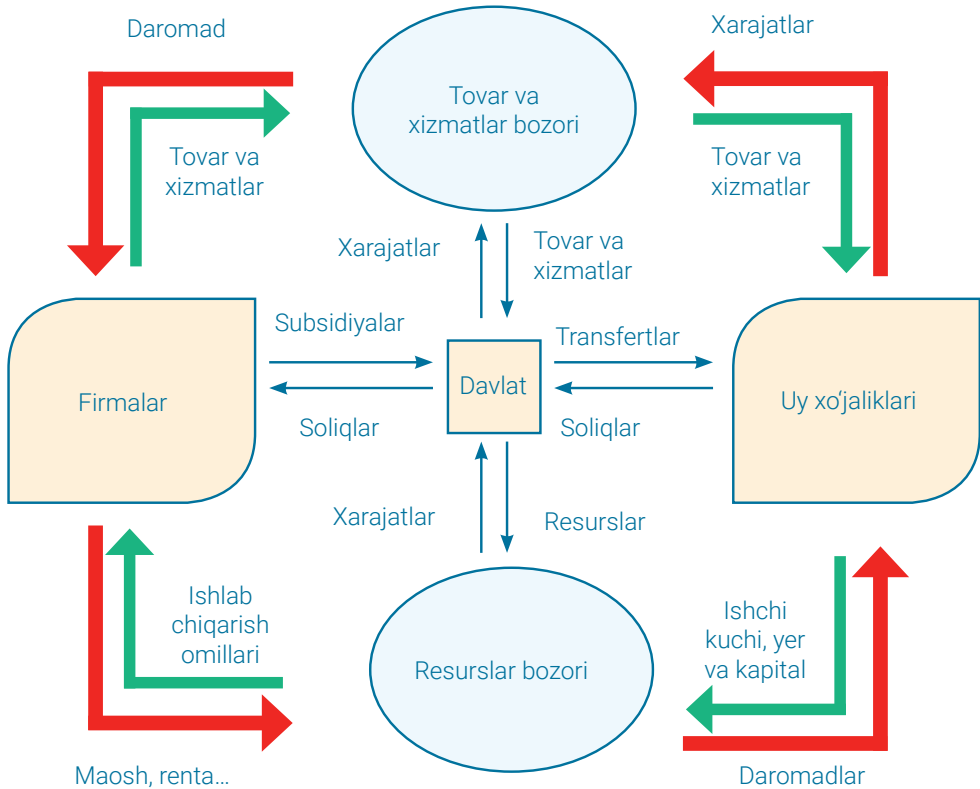 Daromad
Xarajatlar
Tovar va
xizmatlar bozori
Tovar va
xizmatlar
Tovar va
xizmatlar
Xarajatlar
Tovar va
xizmatlar
Subsidiyalar
Transfertlar
Firmalar
Davlat
Uy xo‘jaliklari
Soliqlar
Soliqlar
Xarajatlar
Resurslar
Ishlab
chiqarish
omillari
Resurslar bozori
Ishchi
kuchi, yer
va kapital
Maosh, renta...
Daromadlar